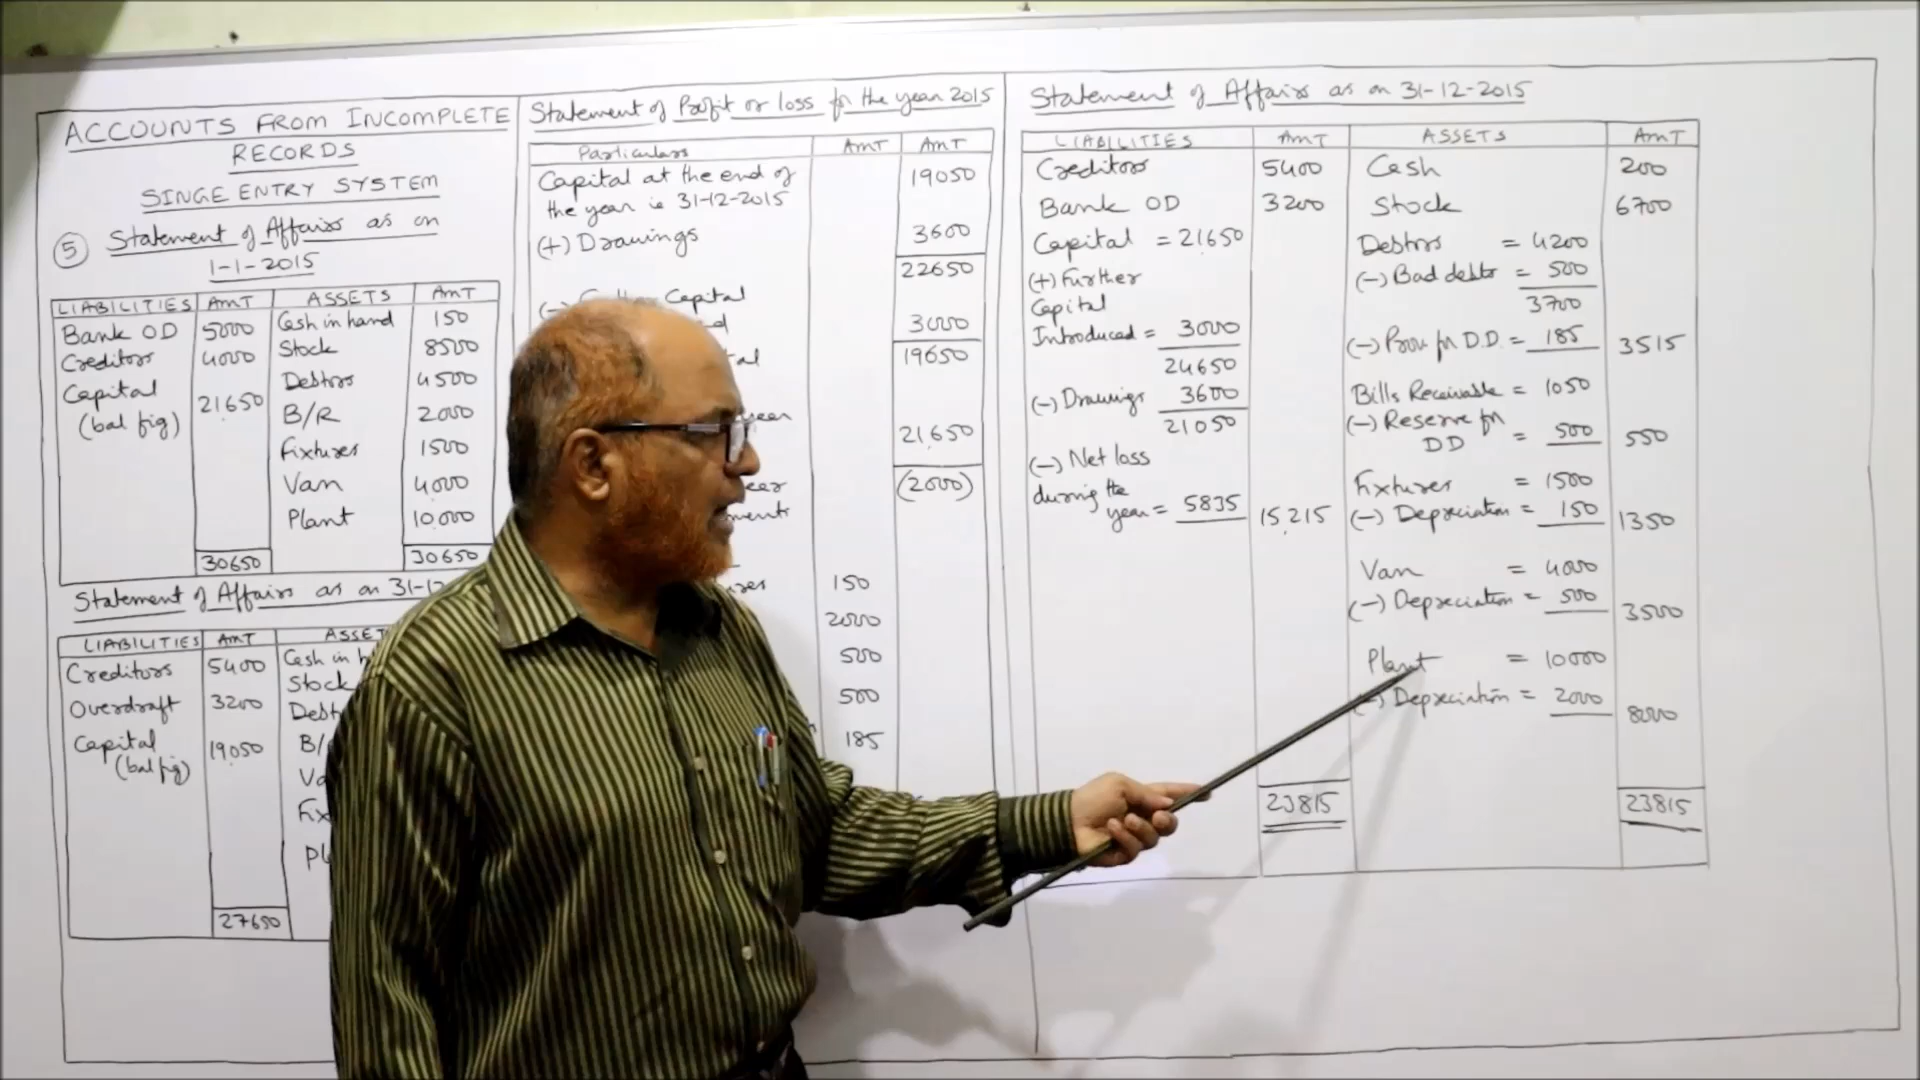 ACCOUNTS FROM INCOMPLETE
RECORDS
SINGE ENTRY SYSTEM
5 Statement of Affairs as on
1-1-2015
LIABILITIES AMT ASSETS AMT
Bank OD 5000 Cash in hand 150
Creditors 4000 Stock 8500
Capital 21,650 Debtors 4500
(bal fig) B/R 2000
Fixtures 1500
Van 4000
Plant 10,000
30650 30650
Statement of Affairs as on 31-12
LIABILITIES AMT ASSET
Creditors 5400 Cash in h
Stock
Overdraft 3200 Debt
Capital 19,050 B/
(bal fig) Va
Fix
Pl
27650
Statement of Profit or loss for the year 2015
Particulars AMT AMT
Capital at the end of 19050
the year ie 31-12-2015
(+) Drawings 3600
22650
Capital
3000
19650
year
21,650
(2000)
150
2000
500
500
185
Statement of Affairs as on 31-12-2015
LIABILITIES AMT ASSETS AMT
Creditors 5400 Cash 200
Bank OD 3200 Stock 6700
Capital = 21,650 Debtors = 4200
(+) Further (-) Bad debts = 500
Capital 3700
Introduced = 3000 (-) Prov for D.D. = 185 3515
24650 Bills Receivable = 1050
(-) Drawings 3600 (-) Reserve for
21050 DD = 500 550
(-) Net loss Fixtures = 1500
during the
year = 5835 15,215 (-) Depreciation = 150 1350
Van = 4000
(-) Depreciation = 500 3500
Plant = 10000
(-) Depreciation = 2000 8000
23815 23815